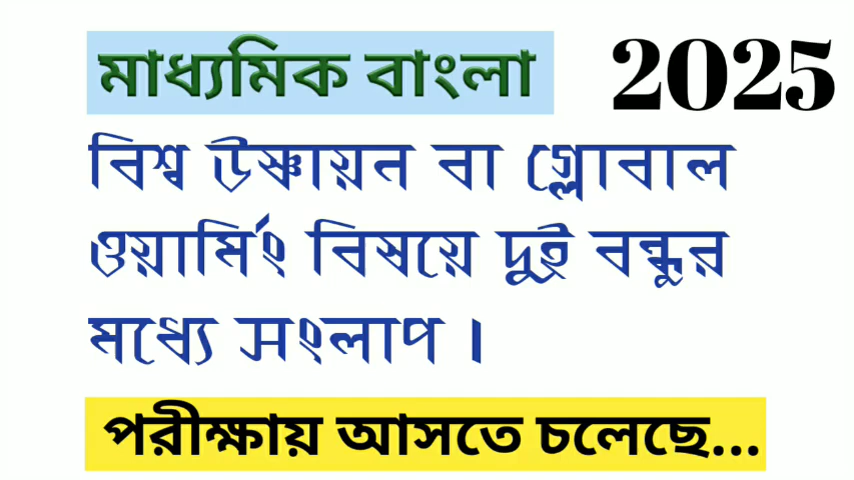 মাধ্যমিক বাংলা 2025
বিশ্ব উষ্ণায়ন বা গ্লোবাল
ওয়ার্মিং বিষয়ে দুই বন্ধুর
মধ্যে সংলাপ ।
পরীক্ষায় আসতে চলেছে...